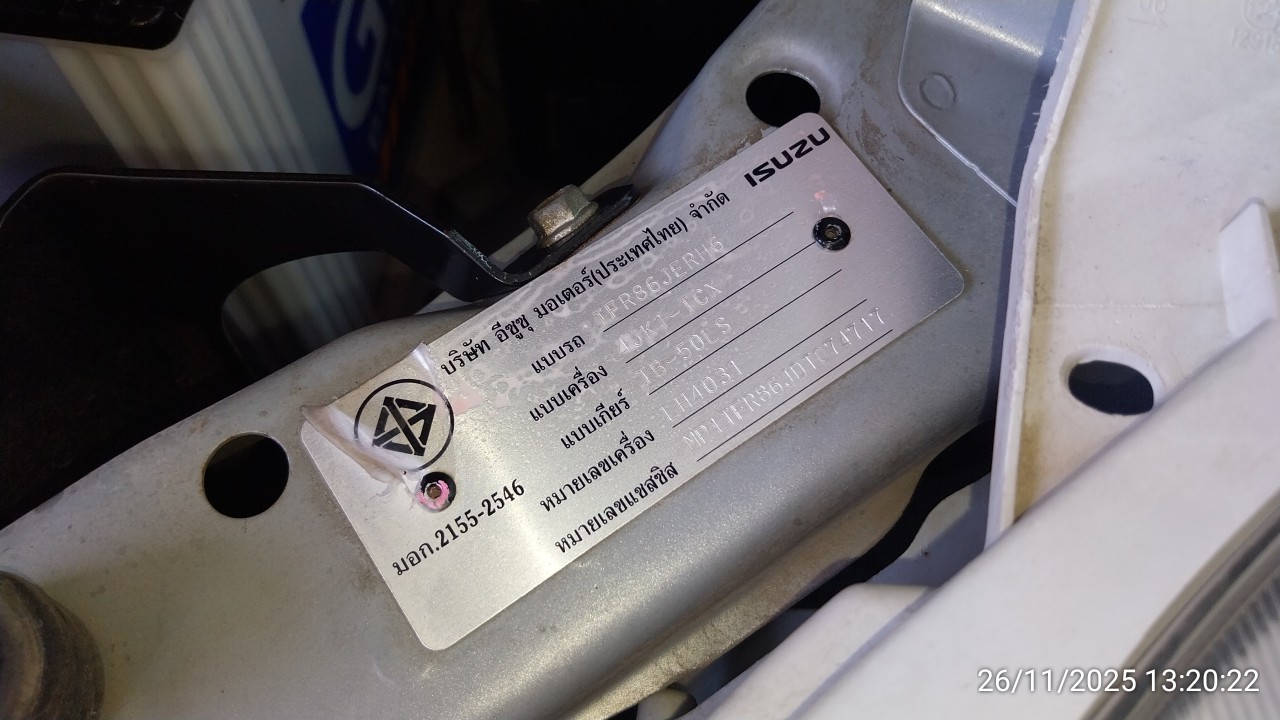 ISUZU
บริษัท อีซูซุ มอเตอร์(ประเทศไทย) จำกัด
แบบรถ TFR86JERH6
แบบเครื่อง 4JK1-TCX
แบบเกียร์ 1B-50LS
หมายเลขเครื่อง LH4031
หมายเลขแชสซิส MP1TFR86JDTC74717
มอก.2155-2546
G
26/11/2025 13:20:22